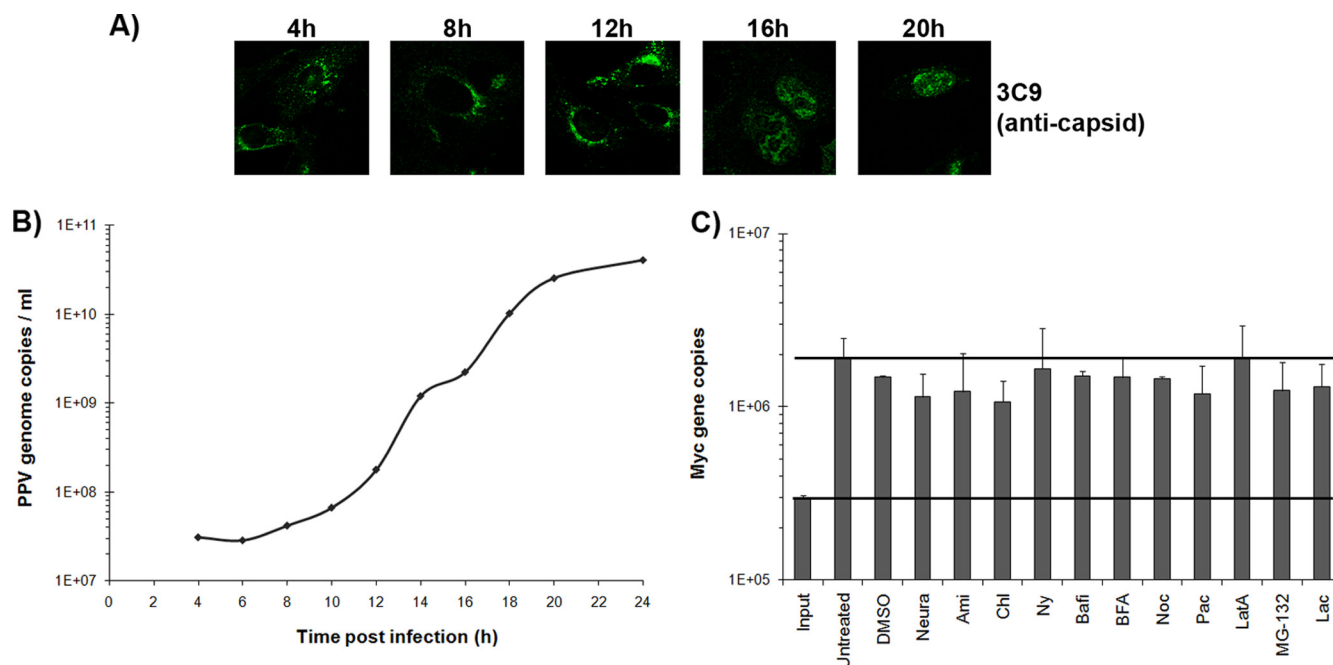 A)
4h 8h 12h 16h 20h
3C9
(anti-capsid)
B)
1E+11
1E+10
1E+09
1E+08
1E+07
PPV genome copies / ml
0 2 4 6 8 10 12 14 16 18 20 22 24
Time post infection (h)
C)
1E+07
1E+06
1E+05
Myc gene copies
Input
Untreated
DMSO
Neura
Ami
Chl
Ny
Bafi
BFA
Noc
Pac
LatA
MG-132
Lac